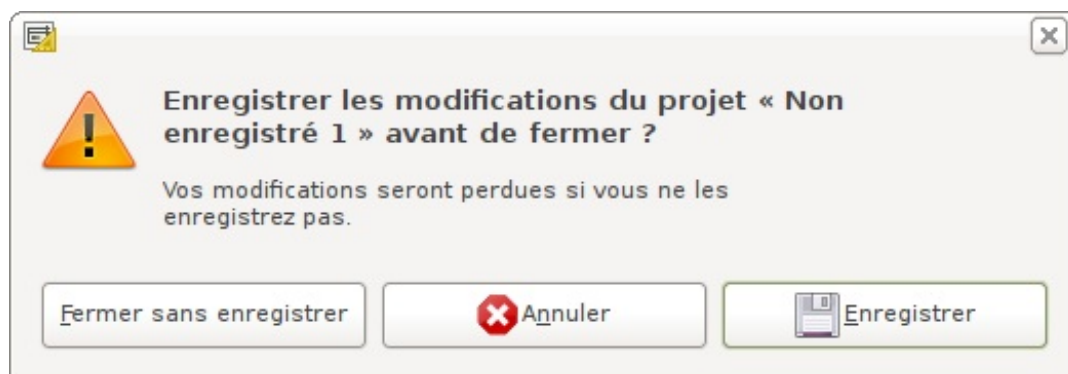 Enregistrer les modifications du projet « Non
enregistré 1 » avant de fermer ?
Vos modifications seront perdues si vous ne les
enregistrez pas.
Fermer sans enregistrer
Annuler
Enregistrer